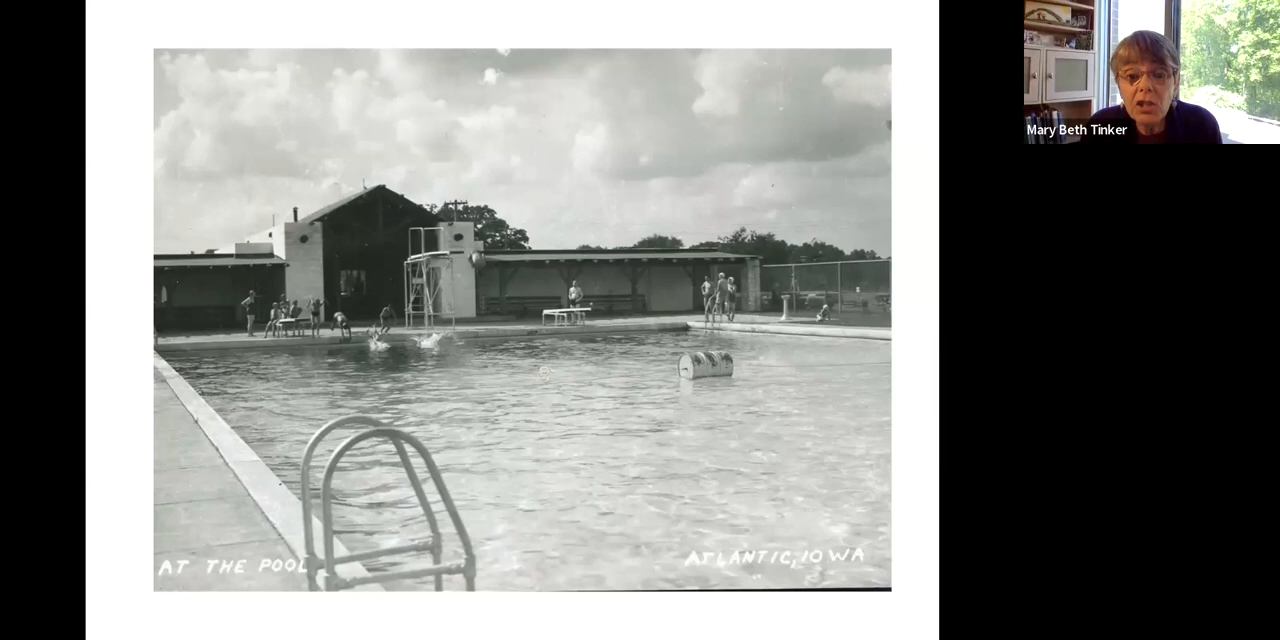 Mary Beth Tinker
AT THE POOL
ATLANTIC, IOWA